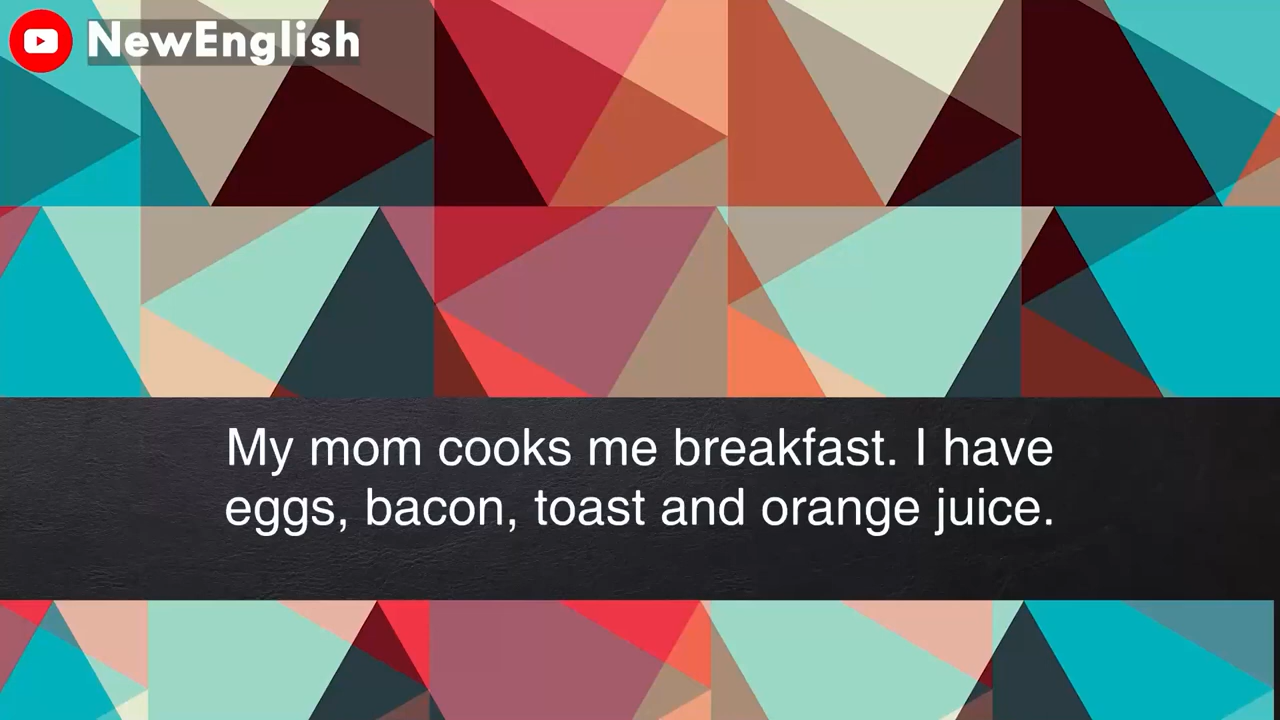 NewEnglish
My mom cooks me breakfast. I have
eggs, bacon, toast and orange juice.